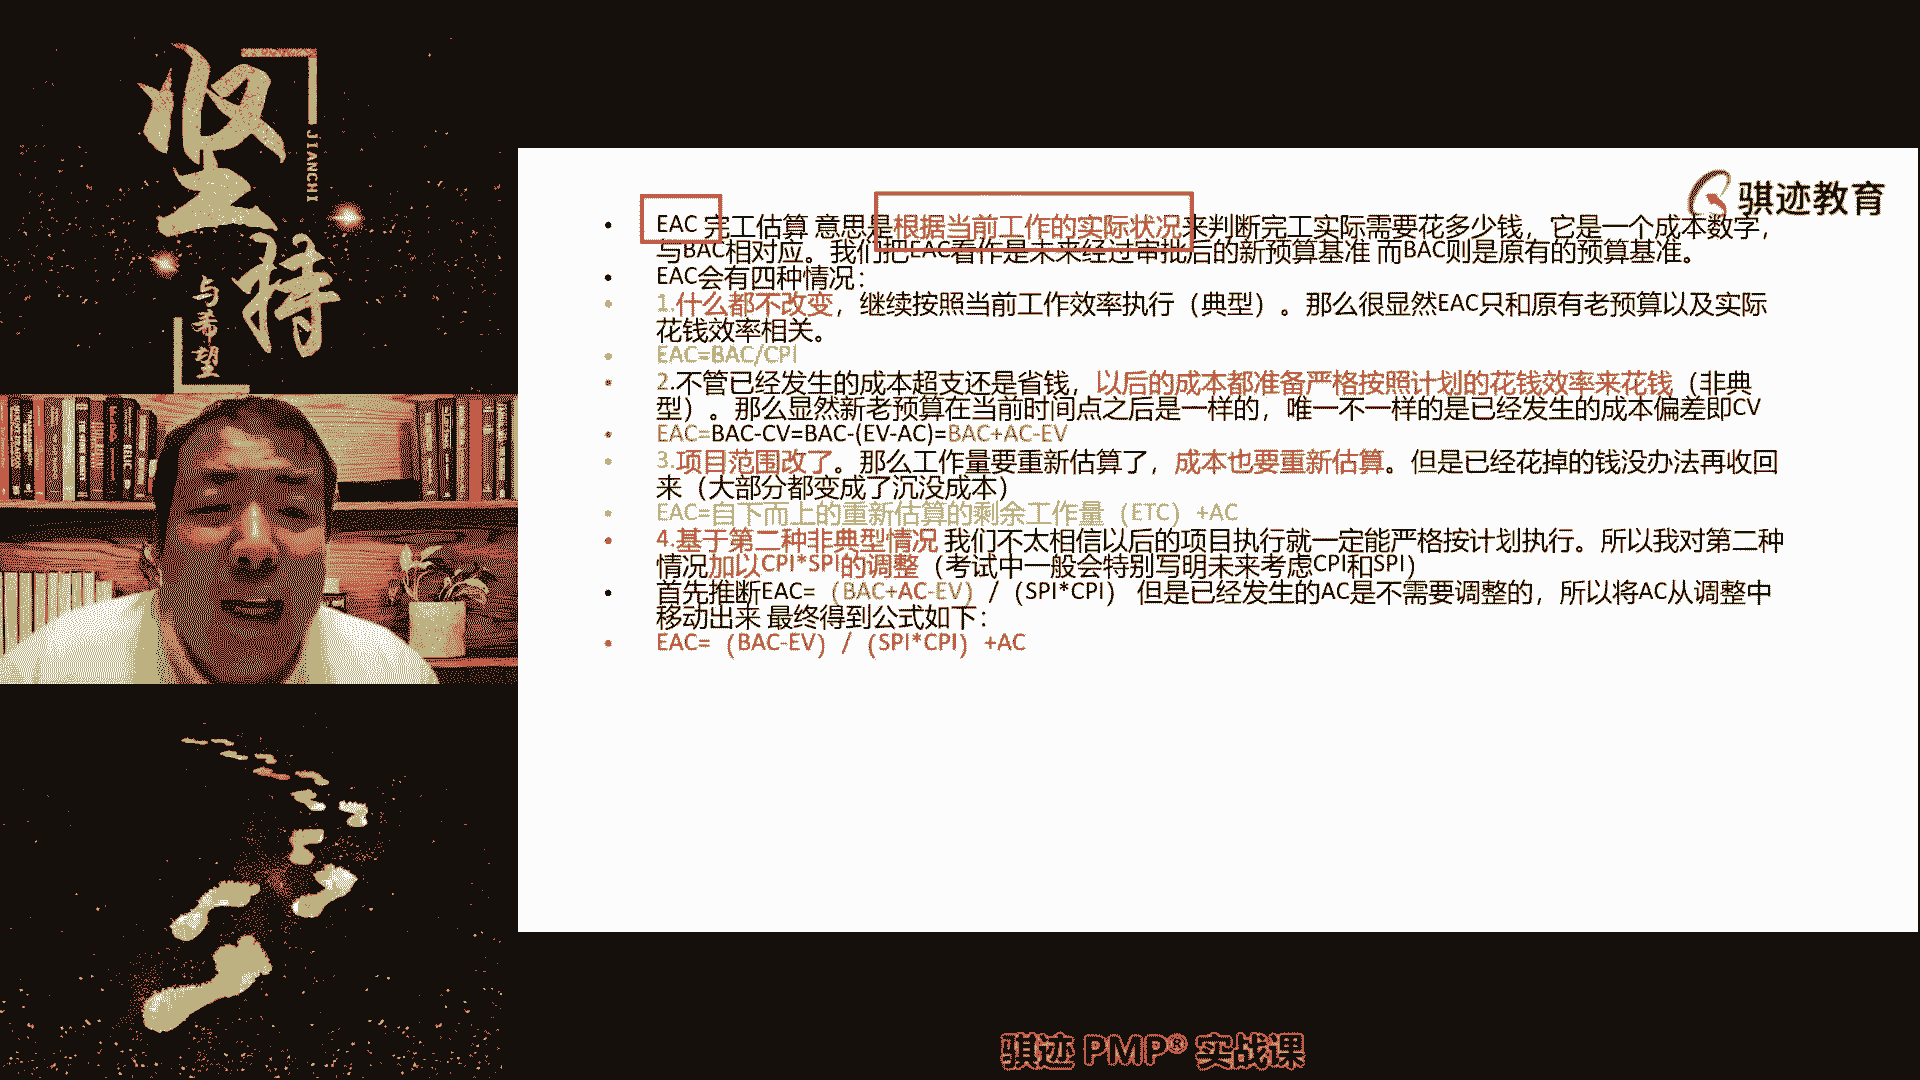 坚持
JIANCHI
与希望
骐迹教育
EAC 完工估算 意思是根据当前工作的实际状况来判断完工实际需要花多少钱，它是一个成本数字，
与BAC相对应。我们把EAC看作是未来经过审批后的新预算基准 而BAC则是原有的预算基准。
EAC会有四种情况：
1.什么都不改变，继续按照当前工作效率执行（典型）。那么很显然EAC只和原有老预算以及实际
花钱效率相关。
EAC=BAC/CPI
2.不管已经发生的成本超支还是省钱，以后的成本都准备严格按照计划的花钱效率来花钱（非典
型）。那么显然新老预算在当前时间点之后是一样的，唯一不一样的是已经发生的成本偏差即CV
EAC=BAC-CV=BAC-(EV-AC)=BAC+AC-EV
3.项目范围改了。那么工作量要重新估算了，成本也要重新估算。但是已经花掉的钱没办法再收回
来（大部分都变成了沉没成本）
EAC=自下而上的重新估算的剩余工作量（ETC）+AC
4.基于第二种非典型情况 我们不太相信以后的项目执行就一定能严格按计划执行。所以我对第二种
情况加以CPI*SPI的调整（考试中一般会特别写明未来考虑CPI和SPI）
首先推断EAC=（BAC+AC-EV）/（SPI*CPI） 但是已经发生的AC是不需要调整的，所以将AC从调整中
移动出来 最终得到公式如下：
EAC=（BAC-EV）/（SPI*CPI）+AC
骐迹 PMP® 实战课